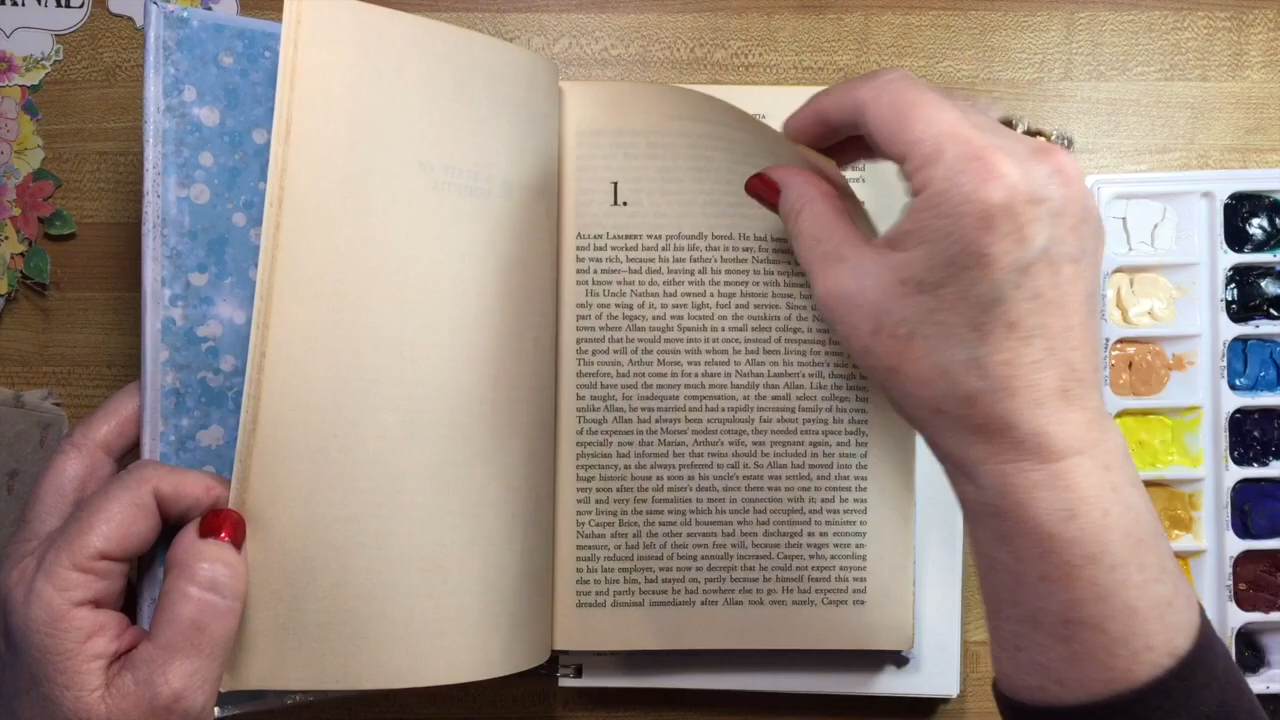 NAL
1.
ALLAN LAMBERT WAS profoundly bored. He had been
and had worked hard all his life, that is to say, for
he was rich, because his late father's brother Nathan—a
and a miser—had died, leaving all his money to his
not know what to do, either with the money or with
His Uncle Nathan had owned a huge historic house, but
only one wing of it, to save light, fuel and service. Since
part of the legacy, and was located on the outskirts of the
town where Allan taught Spanish in a small select college, it was
granted that he would move into it at once, instead of trespassing
the good will of the cousin with whom he had been living for some
This cousin, Arthur Morse, was related to Allan on his mother's side
therefore, had not come in for a share in Nathan Lambert's will, though he
could have used the money much more handily than Allan. Like the latter,
he taught, for inadequate compensation, at the small select college; but
unlike Allan, he was married and had a rapidly increasing family of his own.
Though Allan had always been scrupulously fair about paying his share
of the expenses in the Morses' modest cottage, they needed extra space badly,
especially now that Marian, Arthur's wife, was pregnant again, and her
physician had informed her that twins should be included in her state of
expectancy, as she always preferred to call it. So Allan had moved into the
huge historic house as soon as his uncle's estate was settled, and that was
very soon after the old miser's death, since there was no one to contest the
will and very few formalities to meet in connection with it; and he was
now living in the same wing which his uncle had occupied, and was served
by Casper Brice, the same old houseman who had continued to minister to
Nathan after all the other servants had been discharged as an economy
measure, or had left of their own free will, because their wages were an-
nually reduced instead of being annually increased. Casper, who, according
to his late employer, was now so decrepit that he could not expect anyone
else to hire him, had stayed on, partly because he himself feared this was
true and partly because he had nowhere else to go. He had expected and
dreaded dismissal immediately after Allan took over; surely, Casper rea-